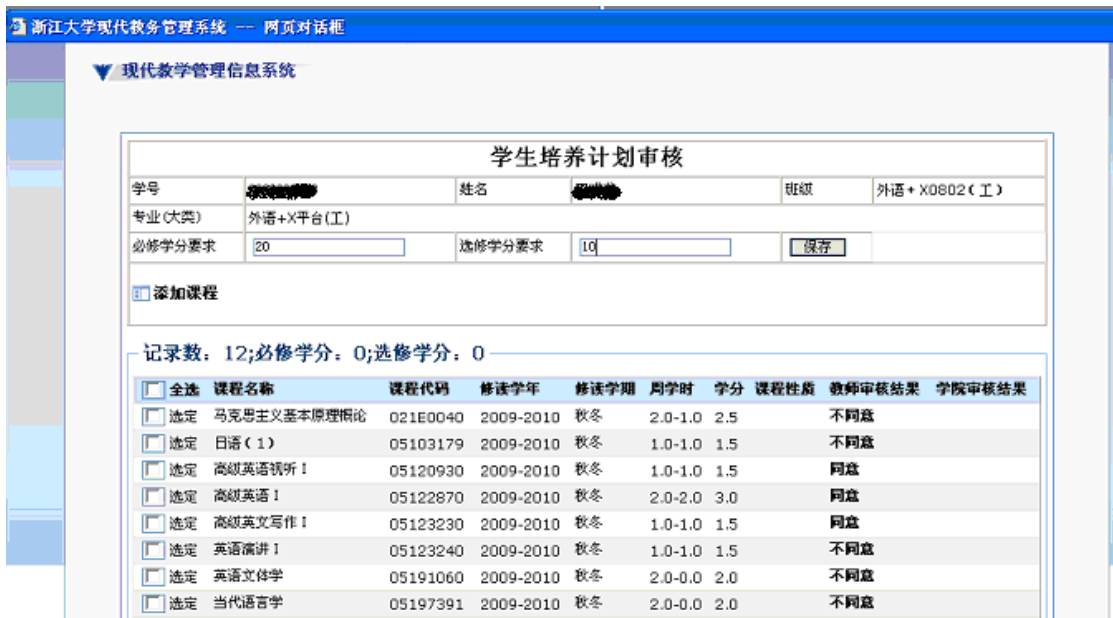 浙江大学现代教务管理系统 -- 网页对话框
现代教学管理信息系统
学生培养计划审核
学号 姓名 班级 外语+X0802(工)
专业(大类) 外语+X平台(工)
必修学分要求 20 选修学分要求 10 保存
添加课程
记录数：12;必修学分：0;选修学分：0
全选 课程名称 课程代码 修读学年 修读学期 周学时 学分 课程性质 教师审核结果 学院审核结果
选定 马克思主义基本原理概论 021E0040 2009-2010 秋冬 2.0-1.0 2.5 不同意
选定 日语(1) 05103179 2009-2010 秋冬 1.0-1.0 1.5 不同意
选定 高级英语视听Ⅰ 05120930 2009-2010 秋冬 1.0-1.0 1.5 同意
选定 高级英语Ⅰ 05122870 2009-2010 秋冬 2.0-2.0 3.0 同意
选定 高级英文写作Ⅰ 05123230 2009-2010 秋冬 1.0-1.0 1.5 同意
选定 英语演讲Ⅰ 05123240 2009-2010 秋冬 1.0-1.0 1.5 不同意
选定 英语文体学 05191060 2009-2010 秋冬 2.0-0.0 2.0 不同意
选定 当代语言学 05197391 2009-2010 秋冬 2.0-0.0 2.0 不同意